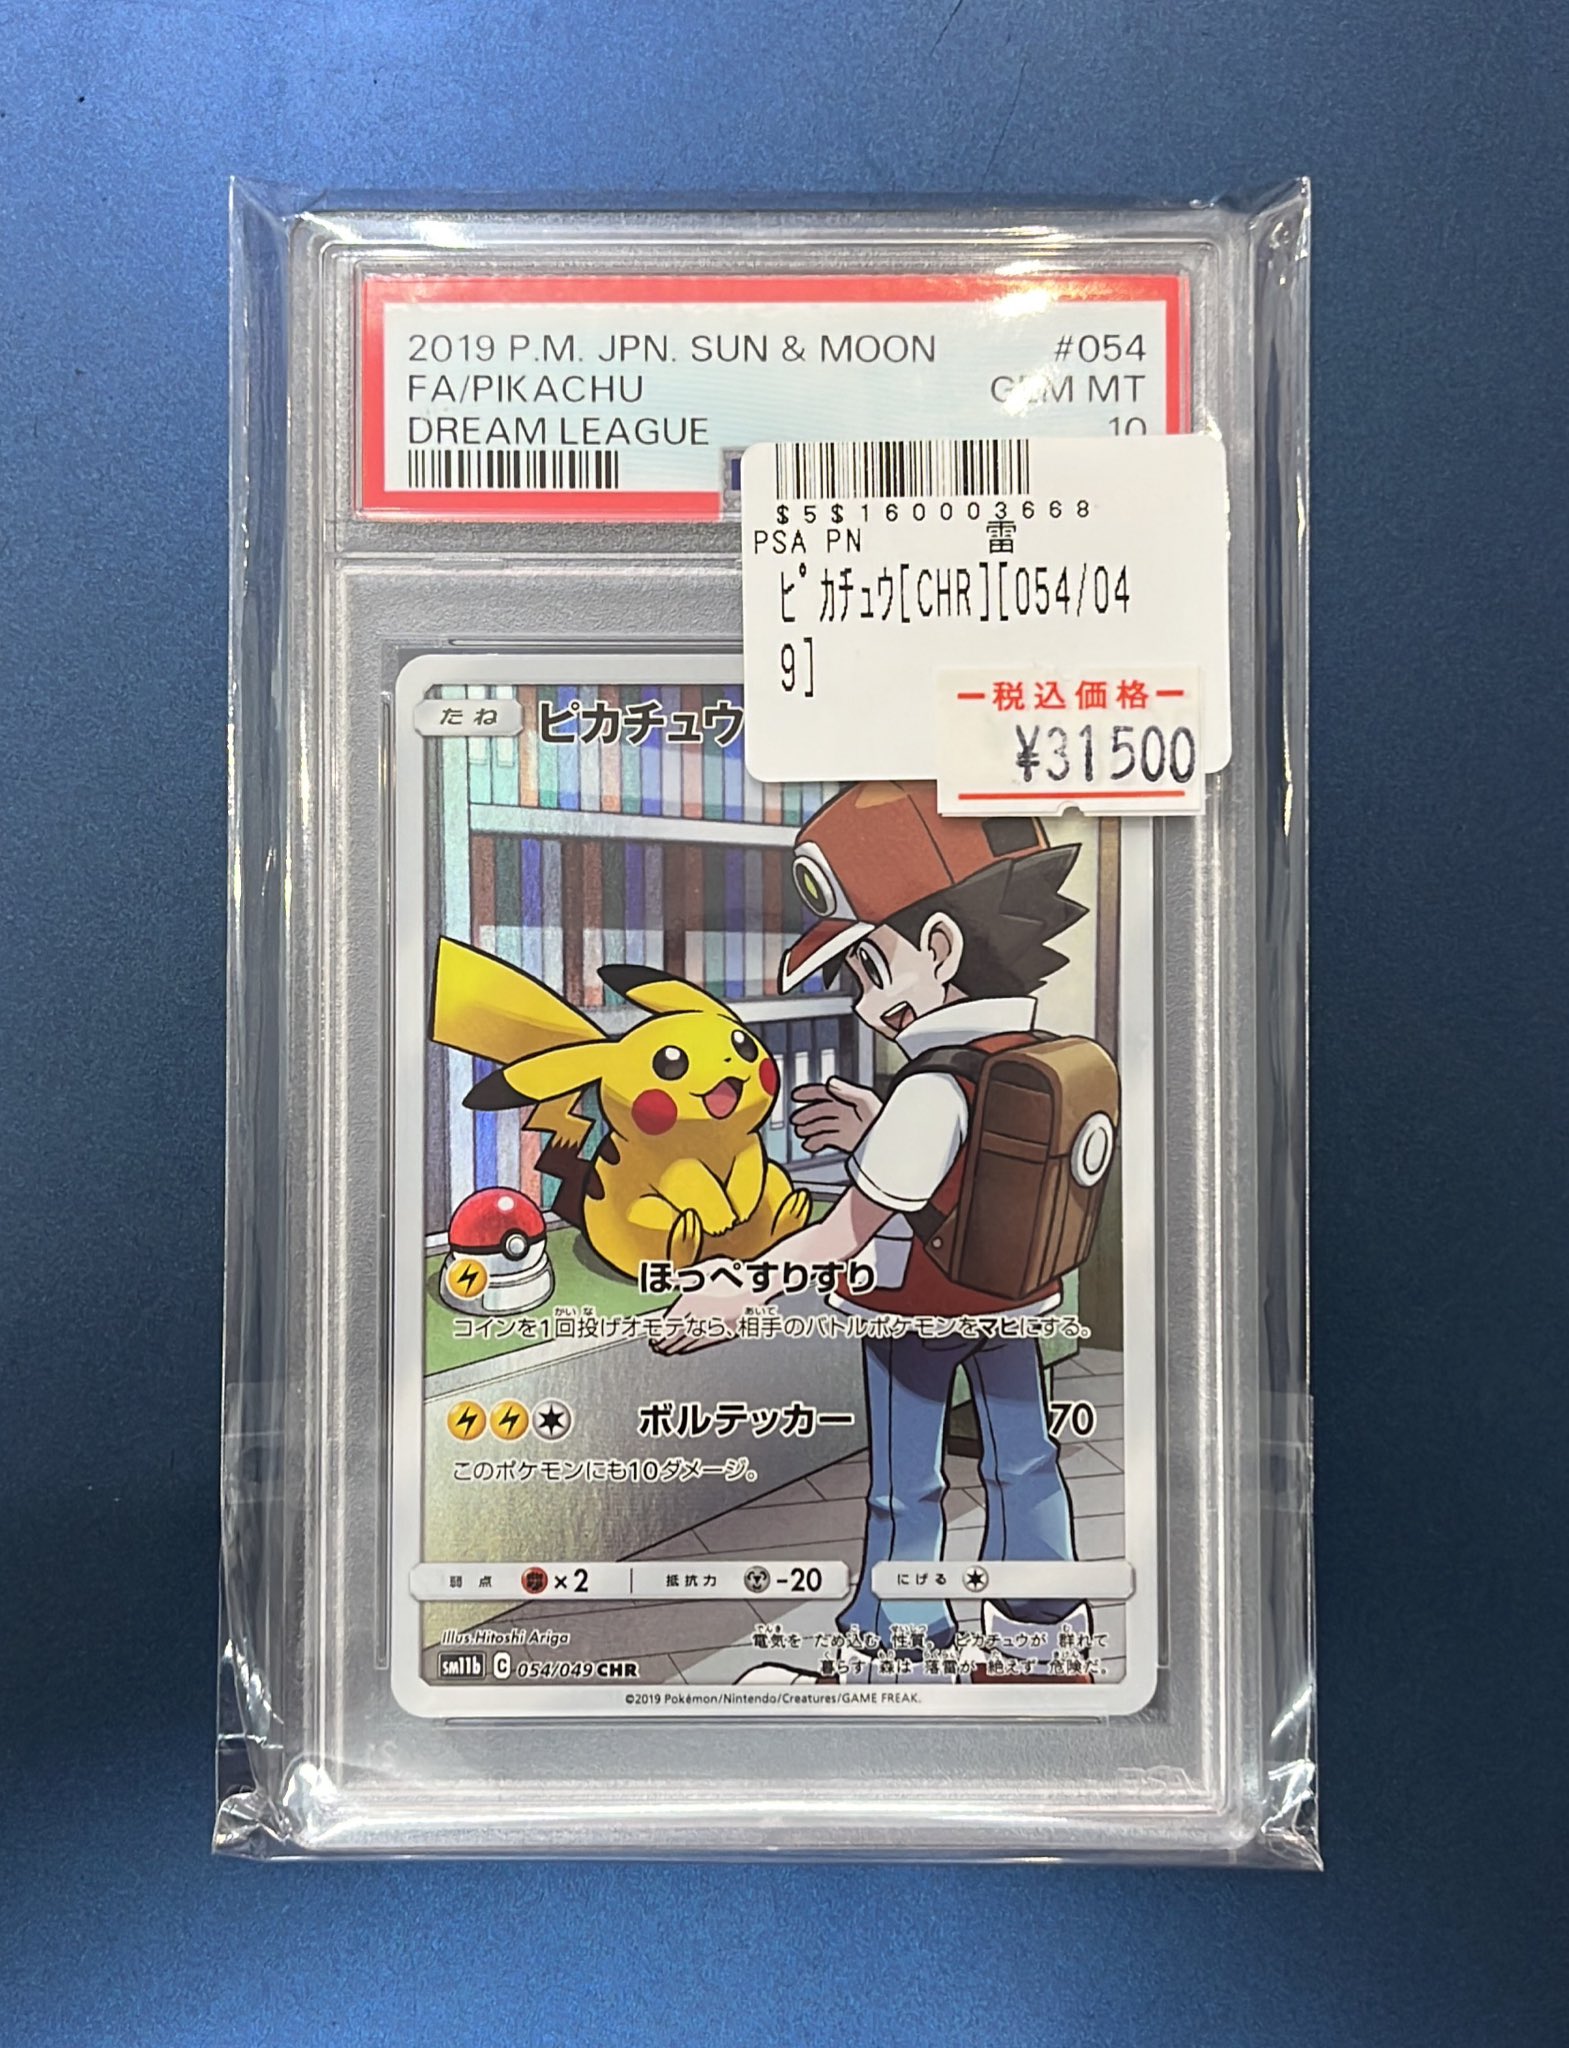 2019 P.M. JPN. SUN & MOON #054
FA/PIKACHU GEM MT
DREAM LEAGUE 10
$5$160003668
PSA PN 雷
ピカチュウ[CHR][054/04
9]
税込価格
¥31500
たね ピカチュウ
ほっぺすりすり
コインを1回投げオモテなら、相手のバトルポケモンをマヒにする。
ボルテッカー 70
このポケモンにも10ダメージ。
弱点 ×2 抵抗力 -20 にげる
Illus.Hitoshi Ariga
sm11b C 054/049 CHR
電気を ため込む 性質。 ピカチュウが 群れて
暮らす 森は 落雷が 絶えず 危険だ。
©2019 Pokémon/Nintendo/Creatures/GAME FREAK.